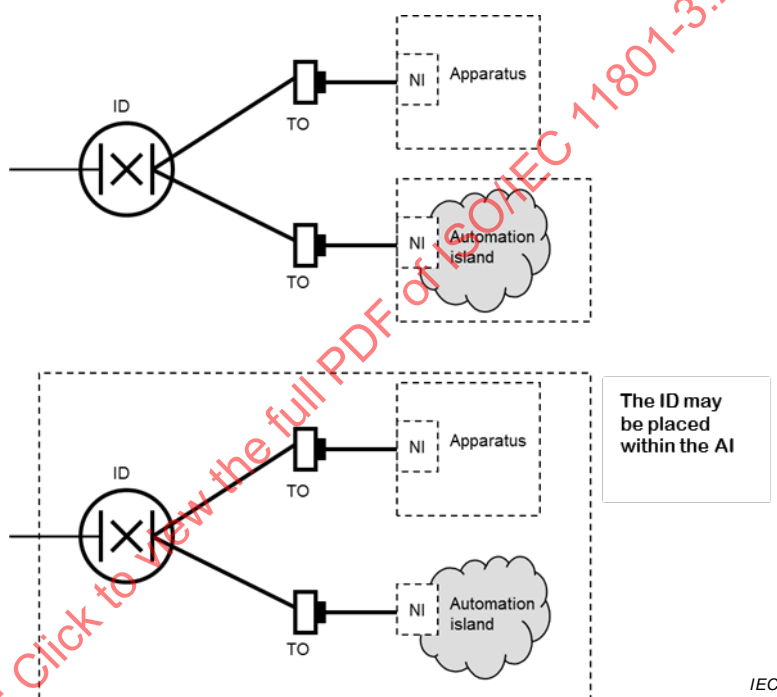 Apparatus
NI
ID
TO
Automation
NI
island
TO
The ID may
be placed
within the AI
Apparatus
NI
ID
TO
Automation
NI
island
TO
IEC
Click to view the full PDF of ISO/IEC 11801-3:2